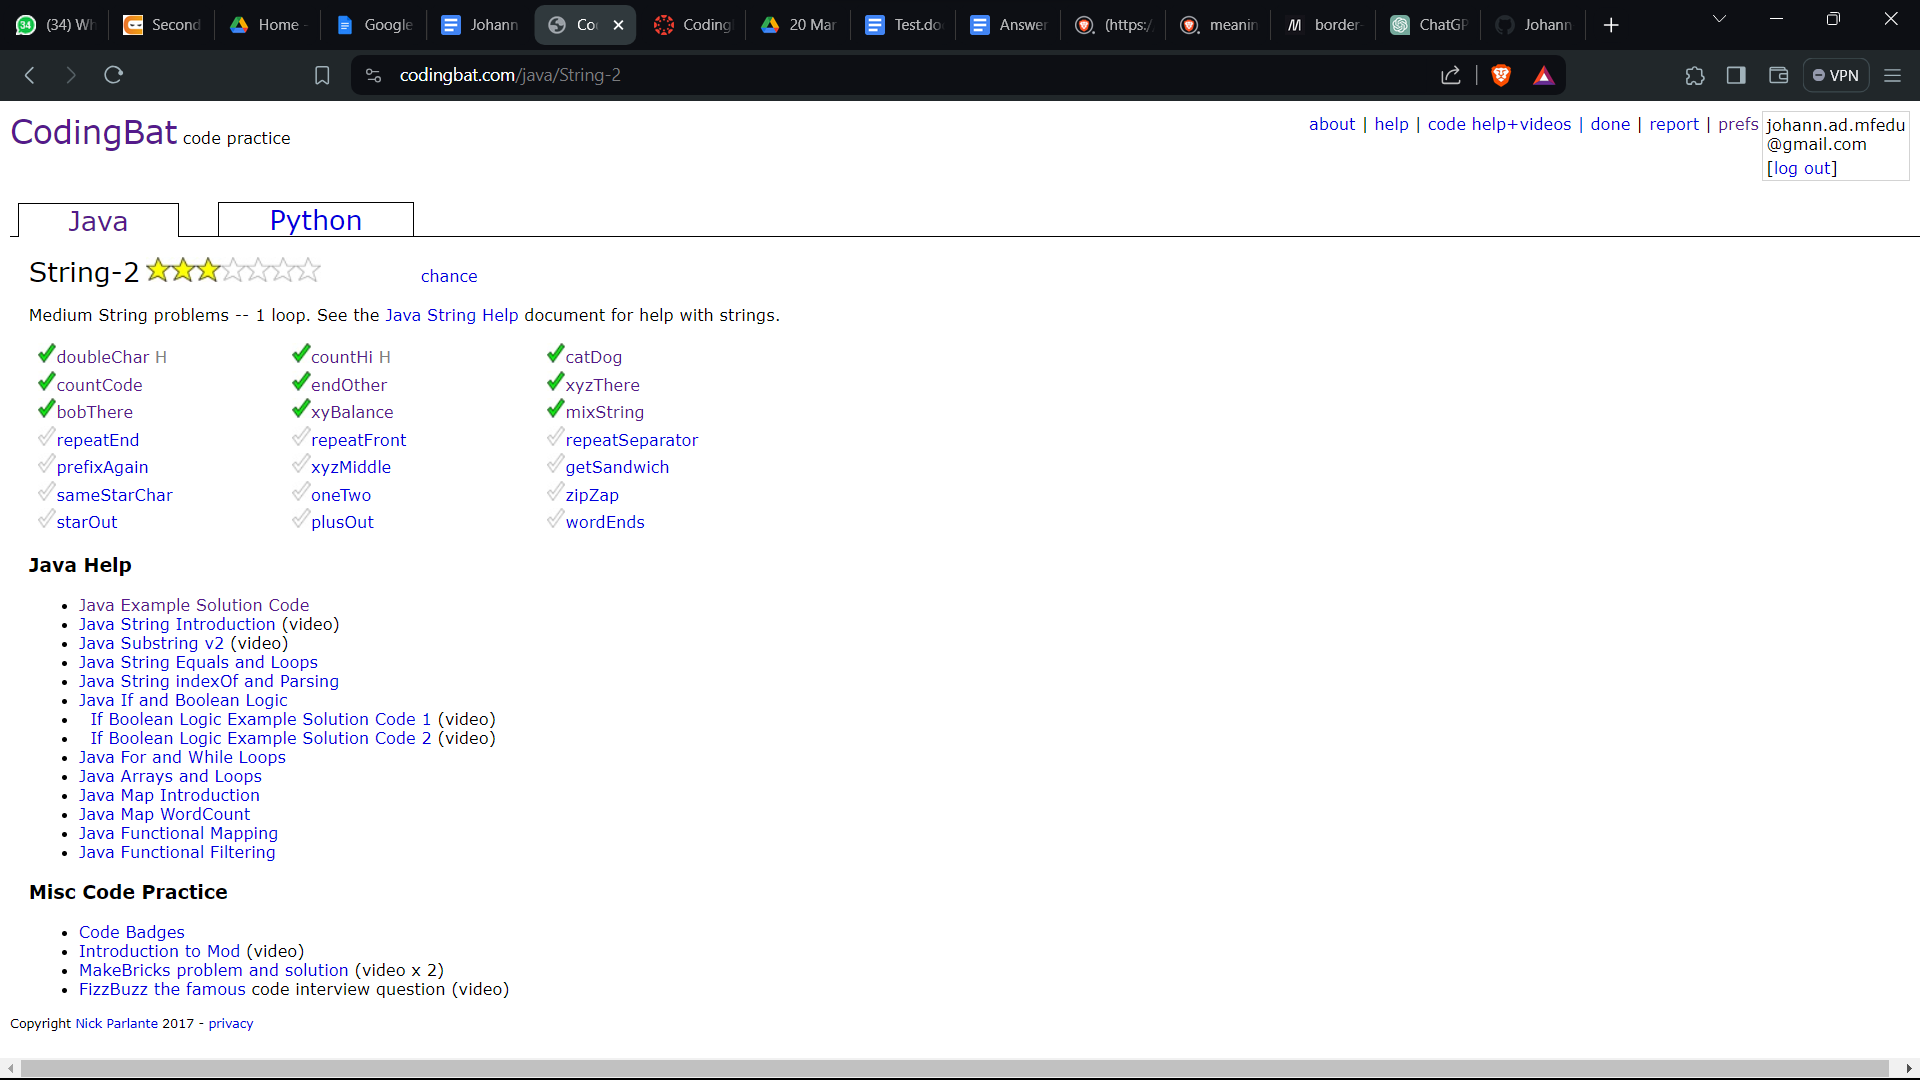 34 (34) Wh Second Home - Google Johann Co Coding 20 Mar Test.do Answer (https:/ meanin M border- ChatGP Johann
codingbat.com/java/String-2 VPN
CodingBat code practice
about | help | code help+videos | done | report | prefs
johann.ad.mfedu
@gmail.com
[log out]
Java Python
String-2 chance
Medium String problems -- 1 loop. See the Java String Help document for help with strings.
doubleChar H countHi H catDog
countCode endOther xyzThere
bobThere xyBalance mixString
repeatEnd repeatFront repeatSeparator
prefixAgain xyzMiddle getSandwich
sameStarChar oneTwo zipZap
starOut plusOut wordEnds
Java Help
Java Example Solution Code
Java String Introduction (video)
Java Substring v2 (video)
Java String Equals and Loops
Java String indexOf and Parsing
Java If and Boolean Logic
If Boolean Logic Example Solution Code 1 (video)
If Boolean Logic Example Solution Code 2 (video)
Java For and While Loops
Java Arrays and Loops
Java Map Introduction
Java Map WordCount
Java Functional Mapping
Java Functional Filtering
Misc Code Practice
Code Badges
Introduction to Mod (video)
MakeBricks problem and solution (video x 2)
FizzBuzz the famous code interview question (video)
Copyright Nick Parlante 2017 - privacy